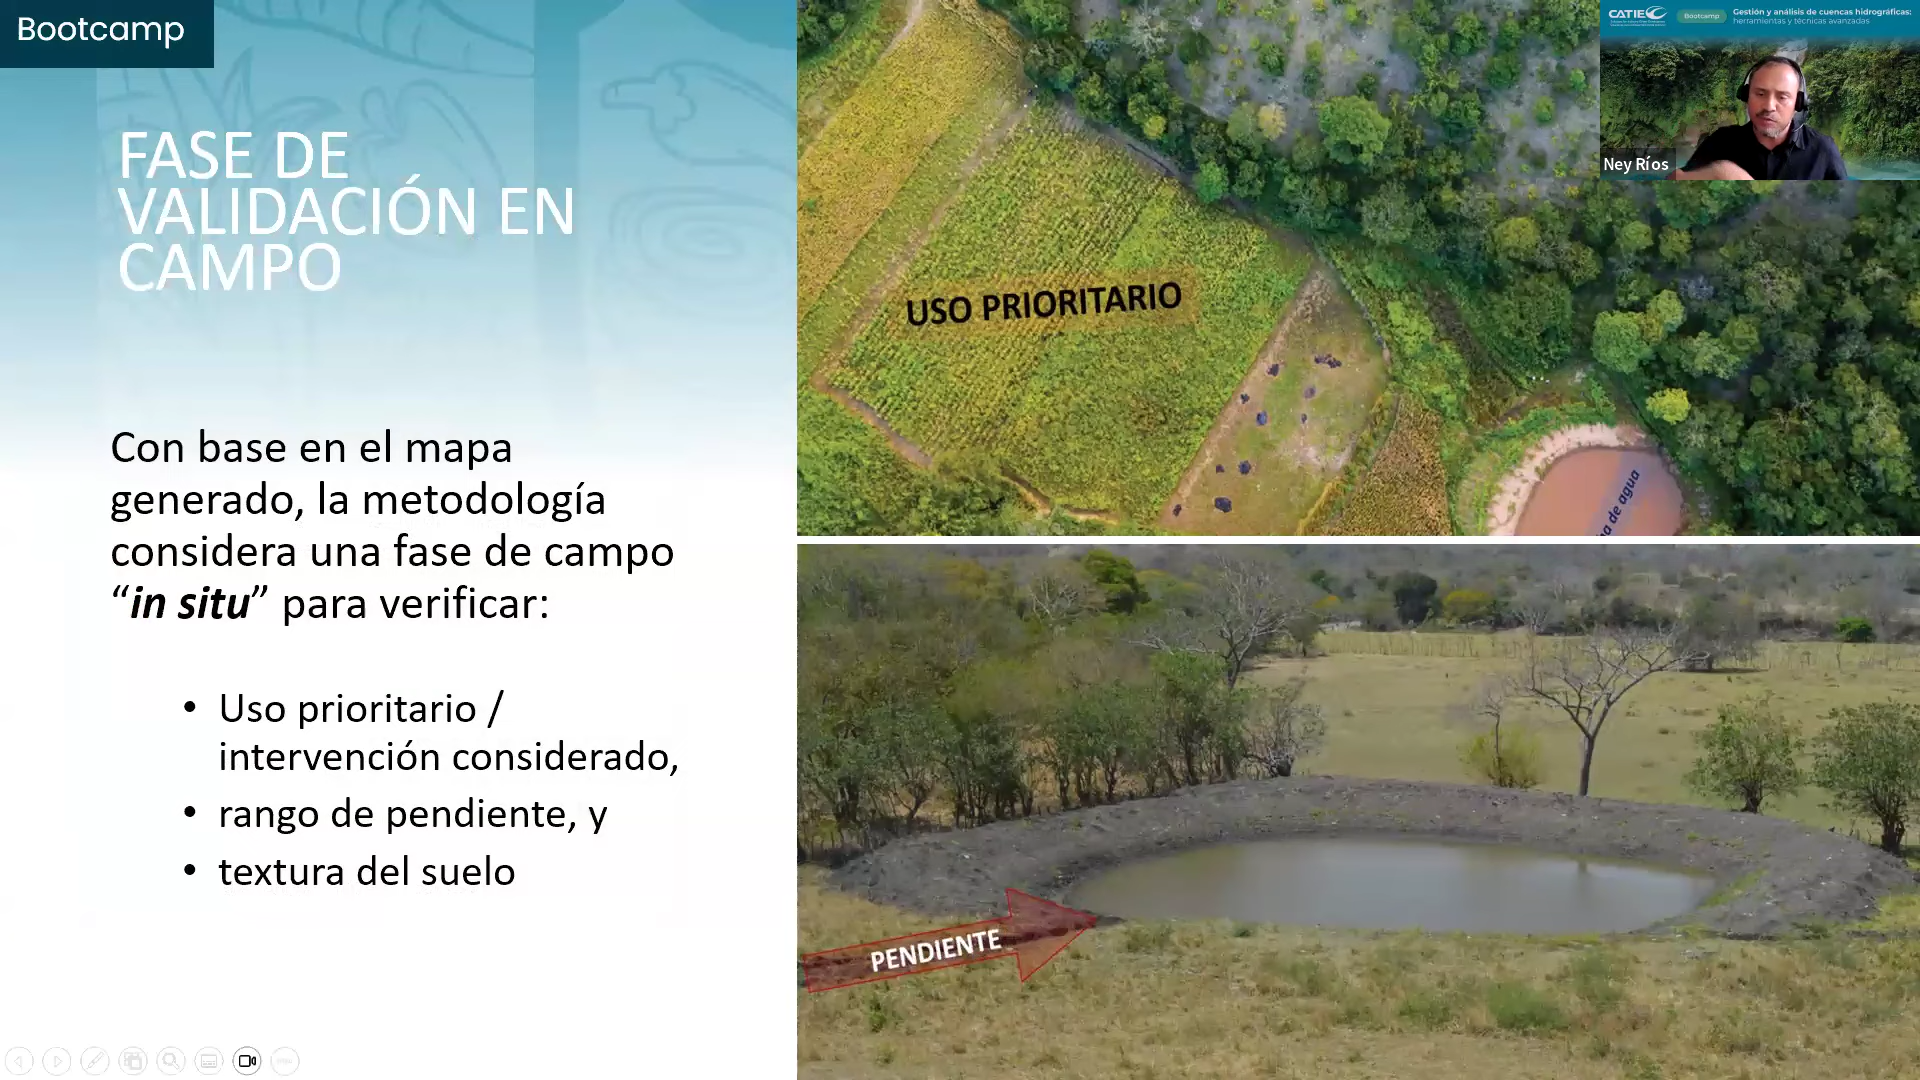 Bootcamp
FASE DE
VALIDACIÓN EN
CAMPO
Con base en el mapa
generado, la metodología
considera una fase de campo
“in situ” para verificar:
• Uso prioritario /
intervención considerado,
• rango de pendiente, y
• textura del suelo
USO PRIORITARIO
a de agua
PENDIENTE
CATIE
Bootcamp
Gestión y análisis de cuencas hidrográficas:
herramientas y técnicas avanzadas
Ney Ríos